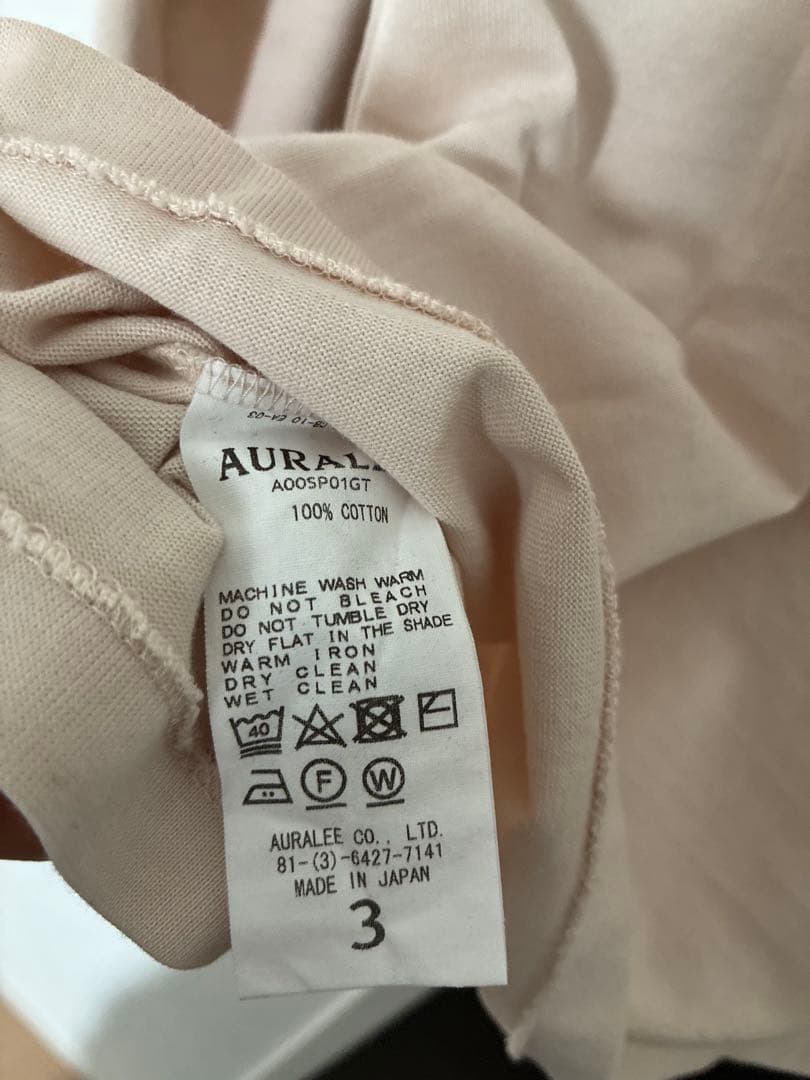 AURALEE
A00SP01GT
100% COTTON
MACHINE WASH WARM
DO NOT BLEACH
DO NOT TUMBLE DRY
DRY FLAT IN THE SHADE
WARM IRON
DRY CLEAN
WET CLEAN
40
F W
AURALEE CO., LTD.
81-(3)-6427-7141
MADE IN JAPAN
3